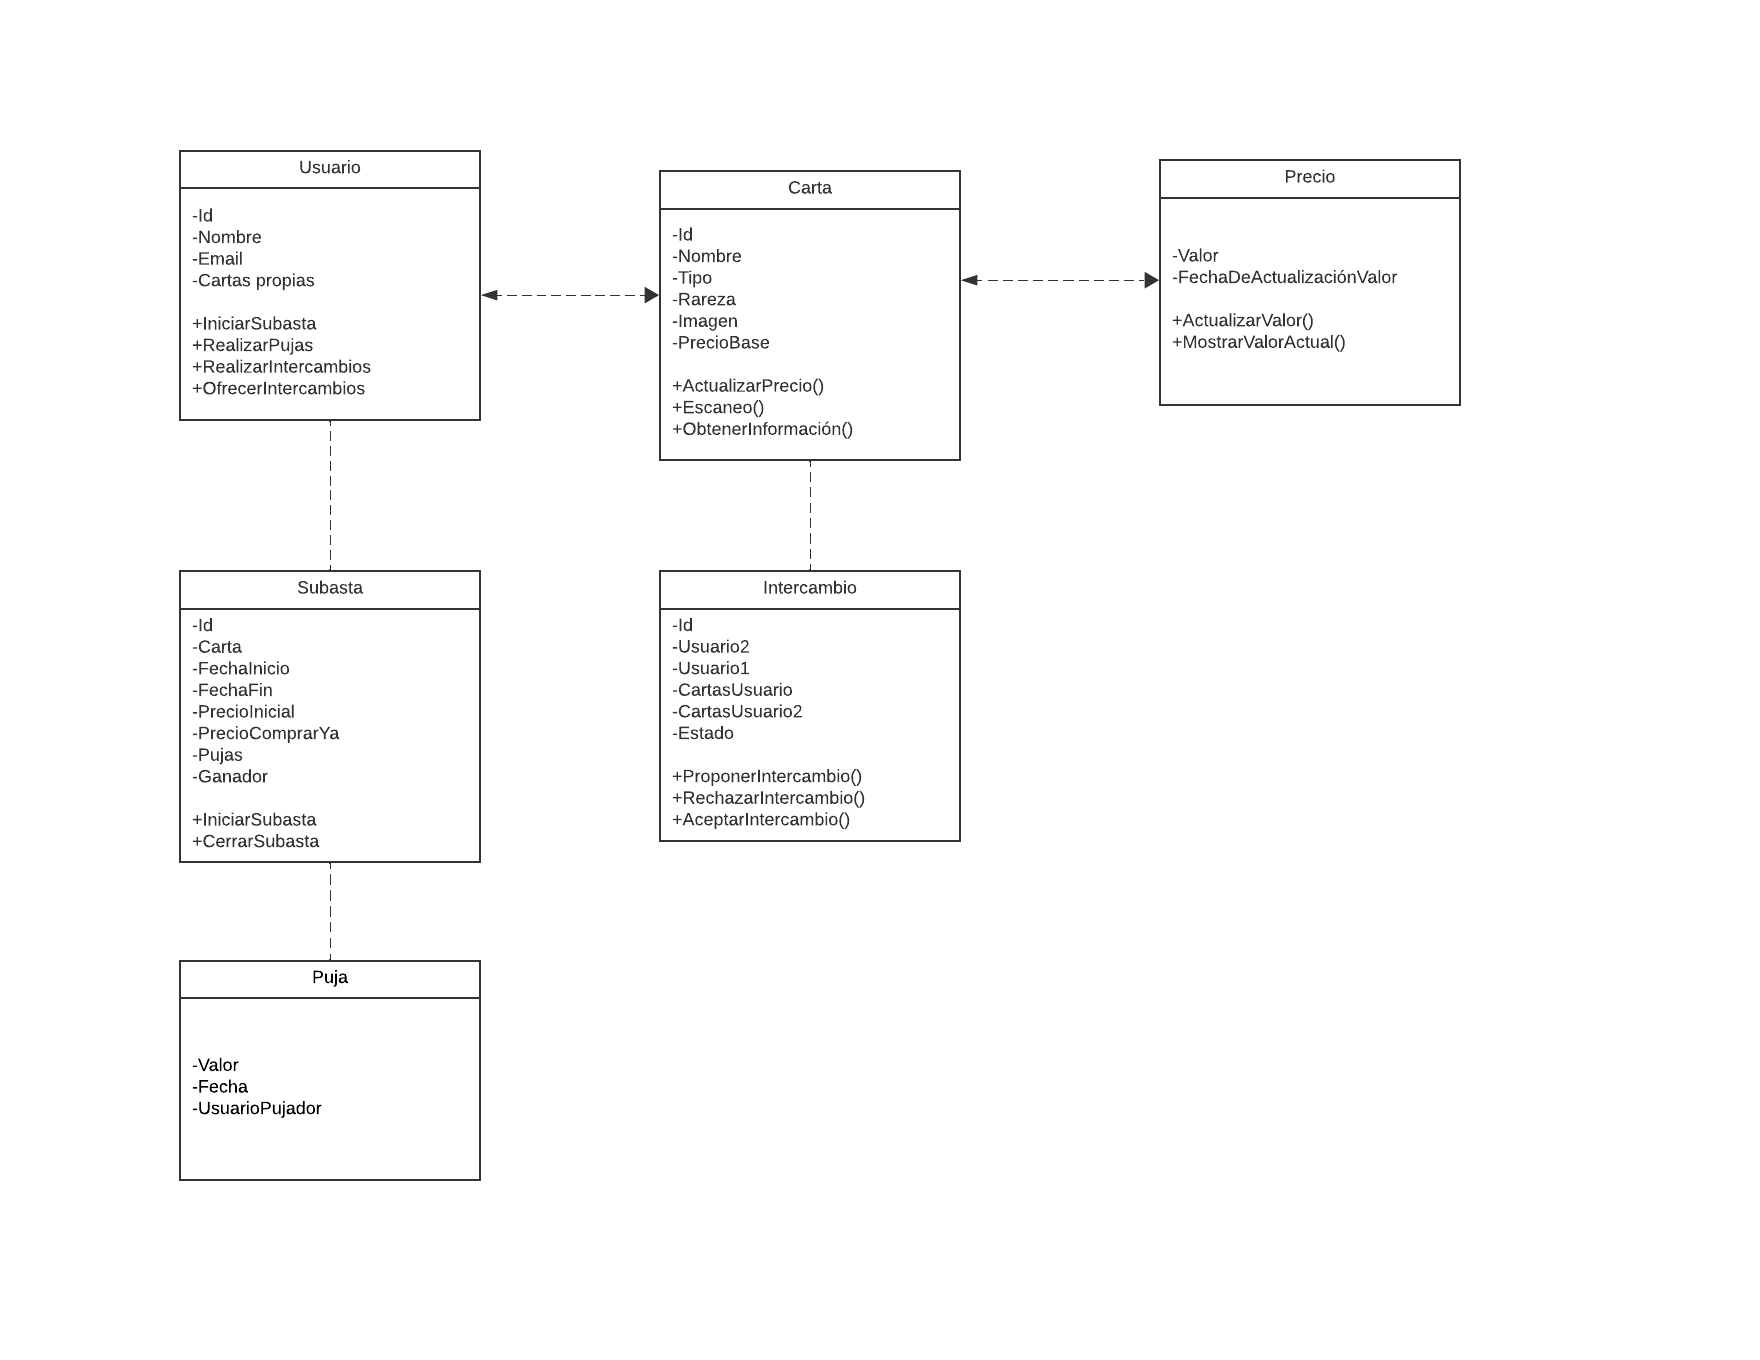 Usuario
-Id
-Nombre
-Email
-Cartas propias
+IniciarSubasta
+RealizarPujas
+RealizarIntercambios
+OfrecerIntercambios
Carta
-Id
-Nombre
-Tipo
-Rareza
-Imagen
-PrecioBase
+ActualizarPrecio()
+Escaneo()
+ObtenerInformación()
Precio
-Valor
-FechaDeActualizaciónValor
+ActualizarValor()
+MostrarValorActual()
Subasta
-Id
-Carta
-FechaInicio
-FechaFin
-PrecioInicial
-PrecioComprarYa
-Pujas
-Ganador
+IniciarSubasta
+CerrarSubasta
Intercambio
-Id
-Usuario2
-Usuario1
-CartasUsuario
-CartasUsuario2
-Estado
+ProponerIntercambio()
+RechazarIntercambio()
+AceptarIntercambio()
Puja
-Valor
-Fecha
-UsuarioPujador